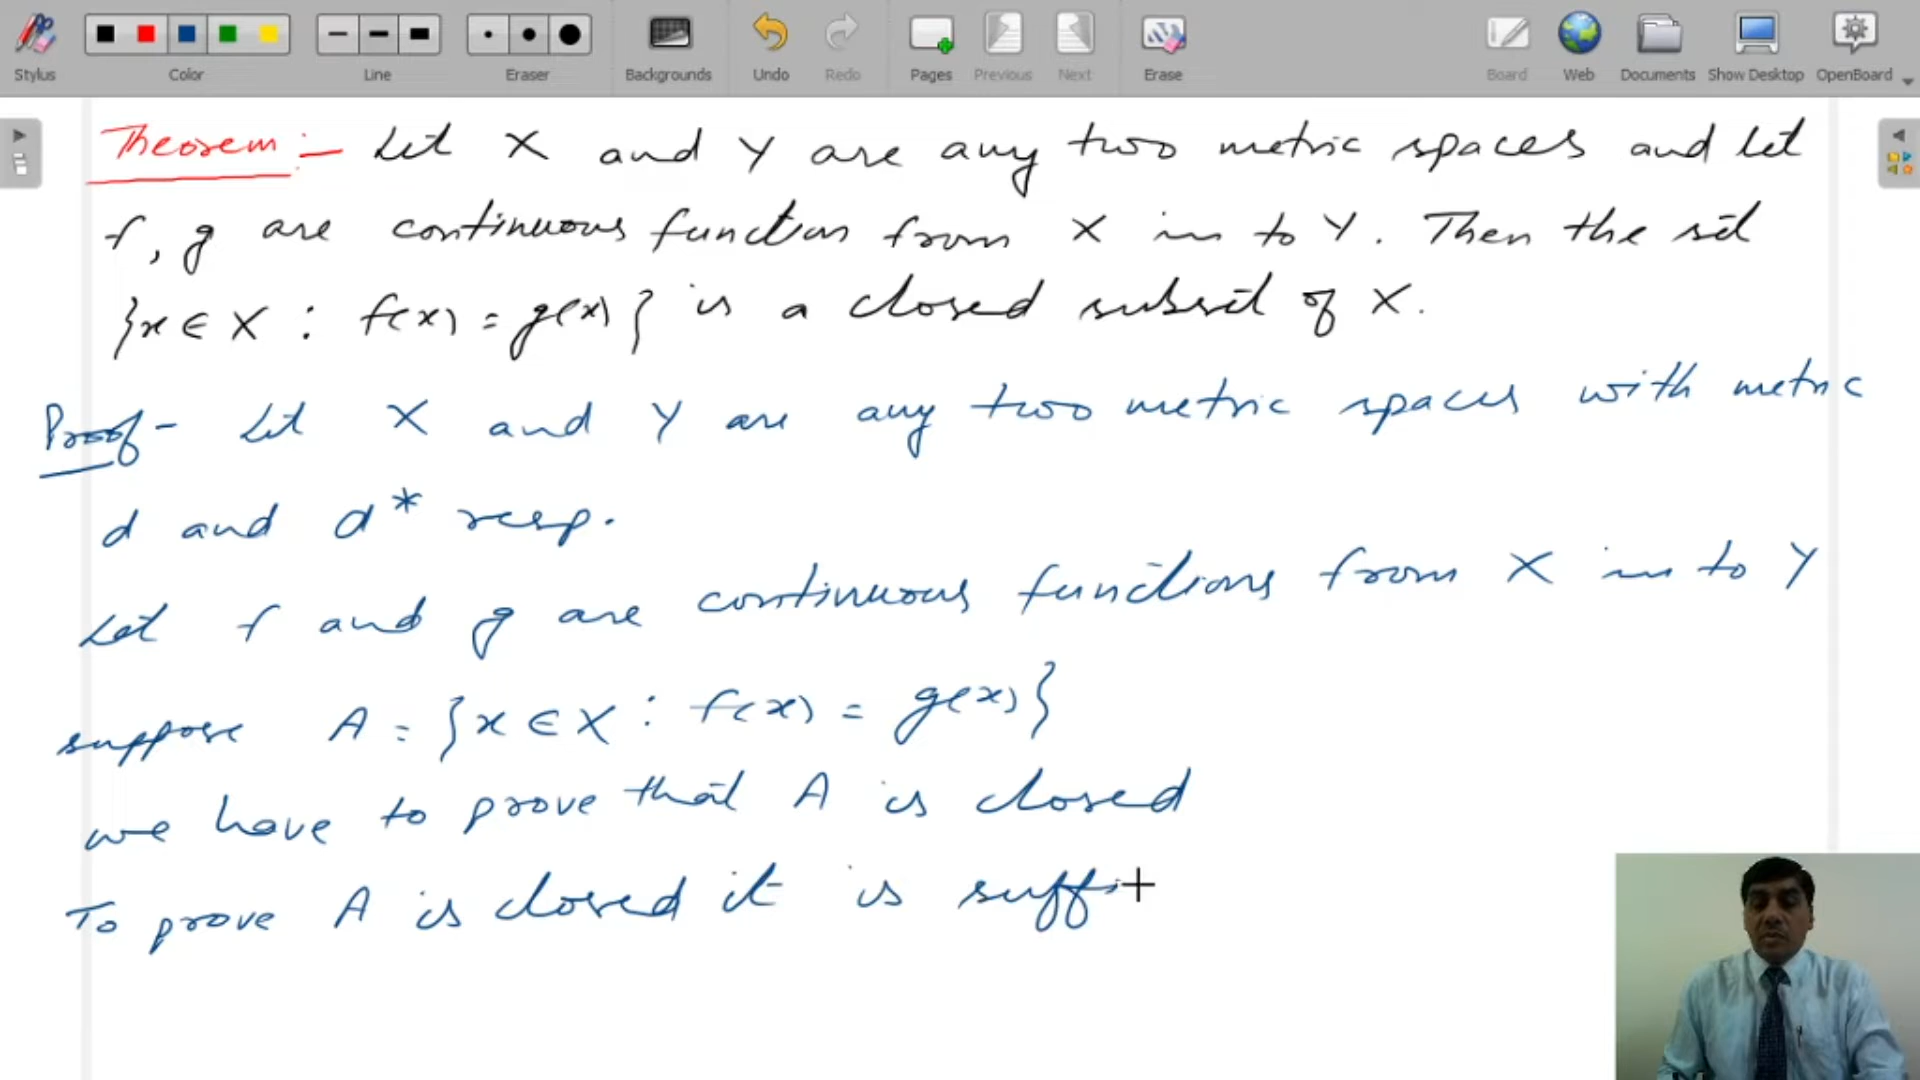 Stylus Color Line Eraser Backgrounds Undo Redo Pages Previous Next Erase Board Web Documents Show Desktop OpenBoard
Theorem :- Let X and Y are any two metric spaces and let
f, g are continuous function from X in to Y. Then the set
{x ∈ X : f(x) = g(x)} is a closed subset of X.
Proof - Let X and Y are any two metric spaces with metric
d and d* resp.
Let f and g are continuous functions from X in to Y
suppose A = {x ∈ X : f(x) = g(x)}
we have to prove that A is closed
To prove A is closed it is suffi